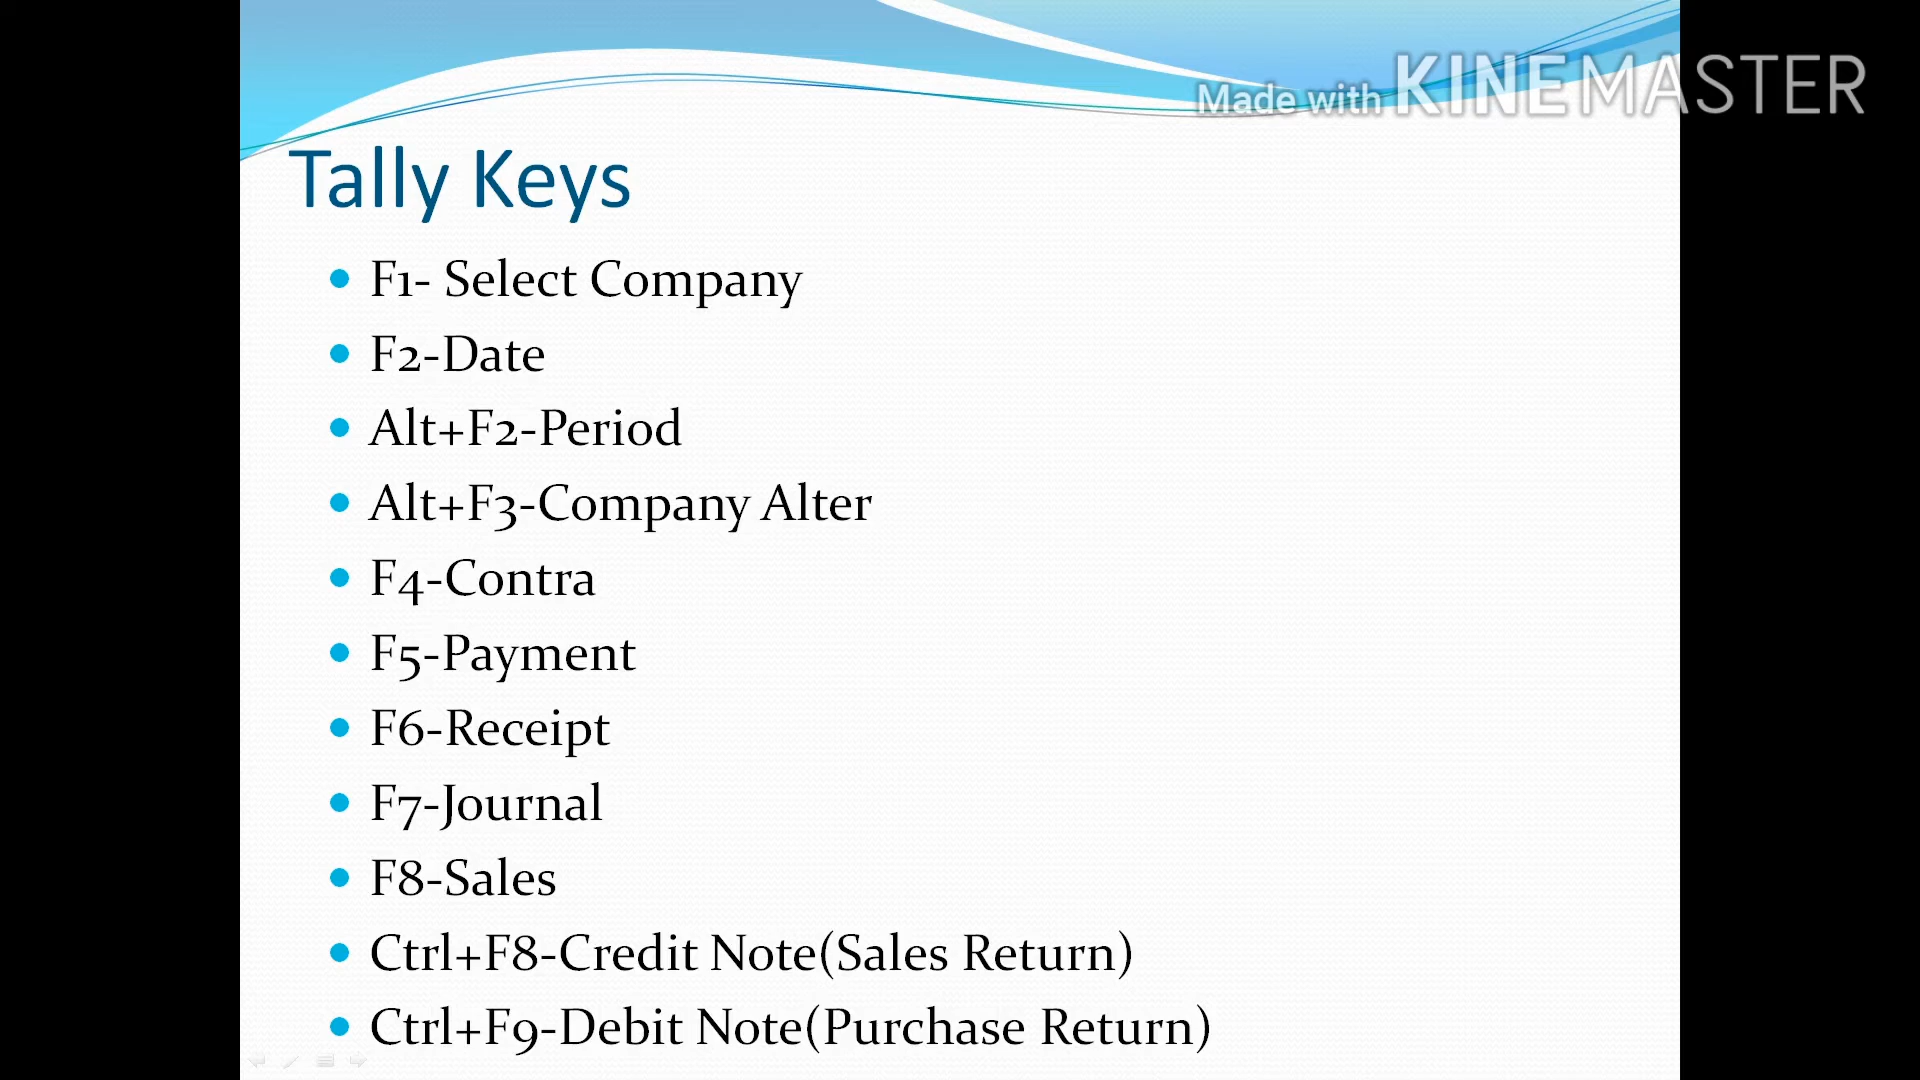 Made with KINEMASTER
Tally Keys
F1- Select Company
F2-Date
Alt+F2-Period
Alt+F3-Company Alter
F4-Contra
F5-Payment
F6-Receipt
F7-Journal
F8-Sales
Ctrl+F8-Credit Note(Sales Return)
Ctrl+F9-Debit Note(Purchase Return)